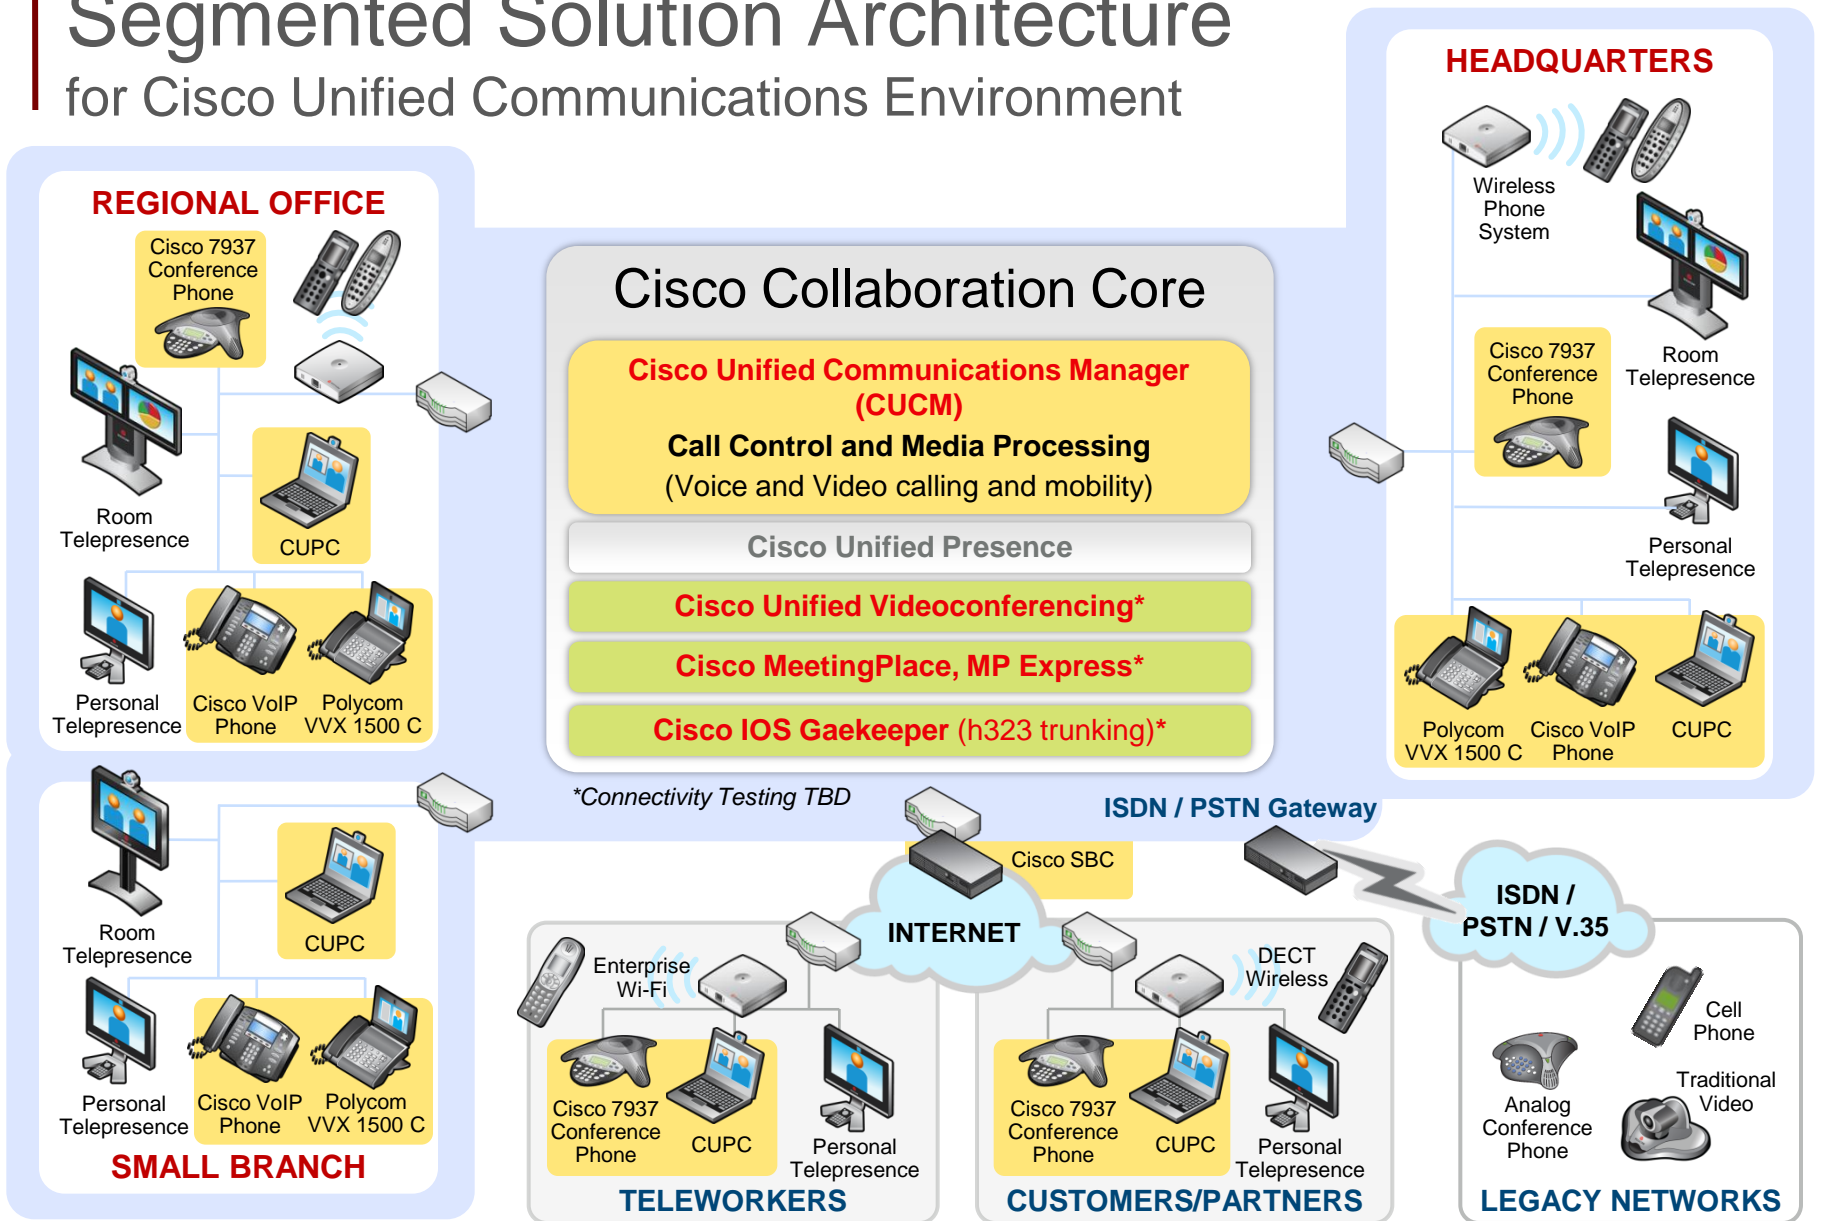 Segmented Solution Architecture
for Cisco Unified Communications Environment
REGIONAL OFFICE
Cisco 7937
Conference
Phone
Room
Telepresence
CUPC
Personal
Telepresence
Cisco VoIP
Phone
Polycom
VVX 1500 C
Room
Telepresence
CUPC
Personal
Telepresence
Cisco VoIP
Phone
Polycom
VVX 1500 C
SMALL BRANCH
Cisco Collaboration Core
Cisco Unified Communications Manager
(CUCM)
Call Control and Media Processing
(Voice and Video calling and mobility)
Cisco Unified Presence
Cisco Unified Videoconferencing*
Cisco MeetingPlace, MP Express*
Cisco IOS Gaekeeper (h323 trunking)*
*Connectivity Testing TBD
ISDN / PSTN Gateway
Cisco SBC
INTERNET
HEADQUARTERS
Wireless
Phone
System
Room
Telepresence
Cisco 7937
Conference
Phone
Personal
Telepresence
Polycom
VVX 1500 C
Cisco VoIP
Phone
CUPC
ISDN /
PSTN / V.35
Enterprise
Wi-Fi
Cisco 7937
Conference
Phone
CUPC
Personal
Telepresence
TELEWORKERS
DECT
Wireless
Cisco 7937
Conference
Phone
CUPC
Personal
Telepresence
CUSTOMERS/PARTNERS
Cell
Phone
Analog
Conference
Phone
Traditional
Video
LEGACY NETWORKS